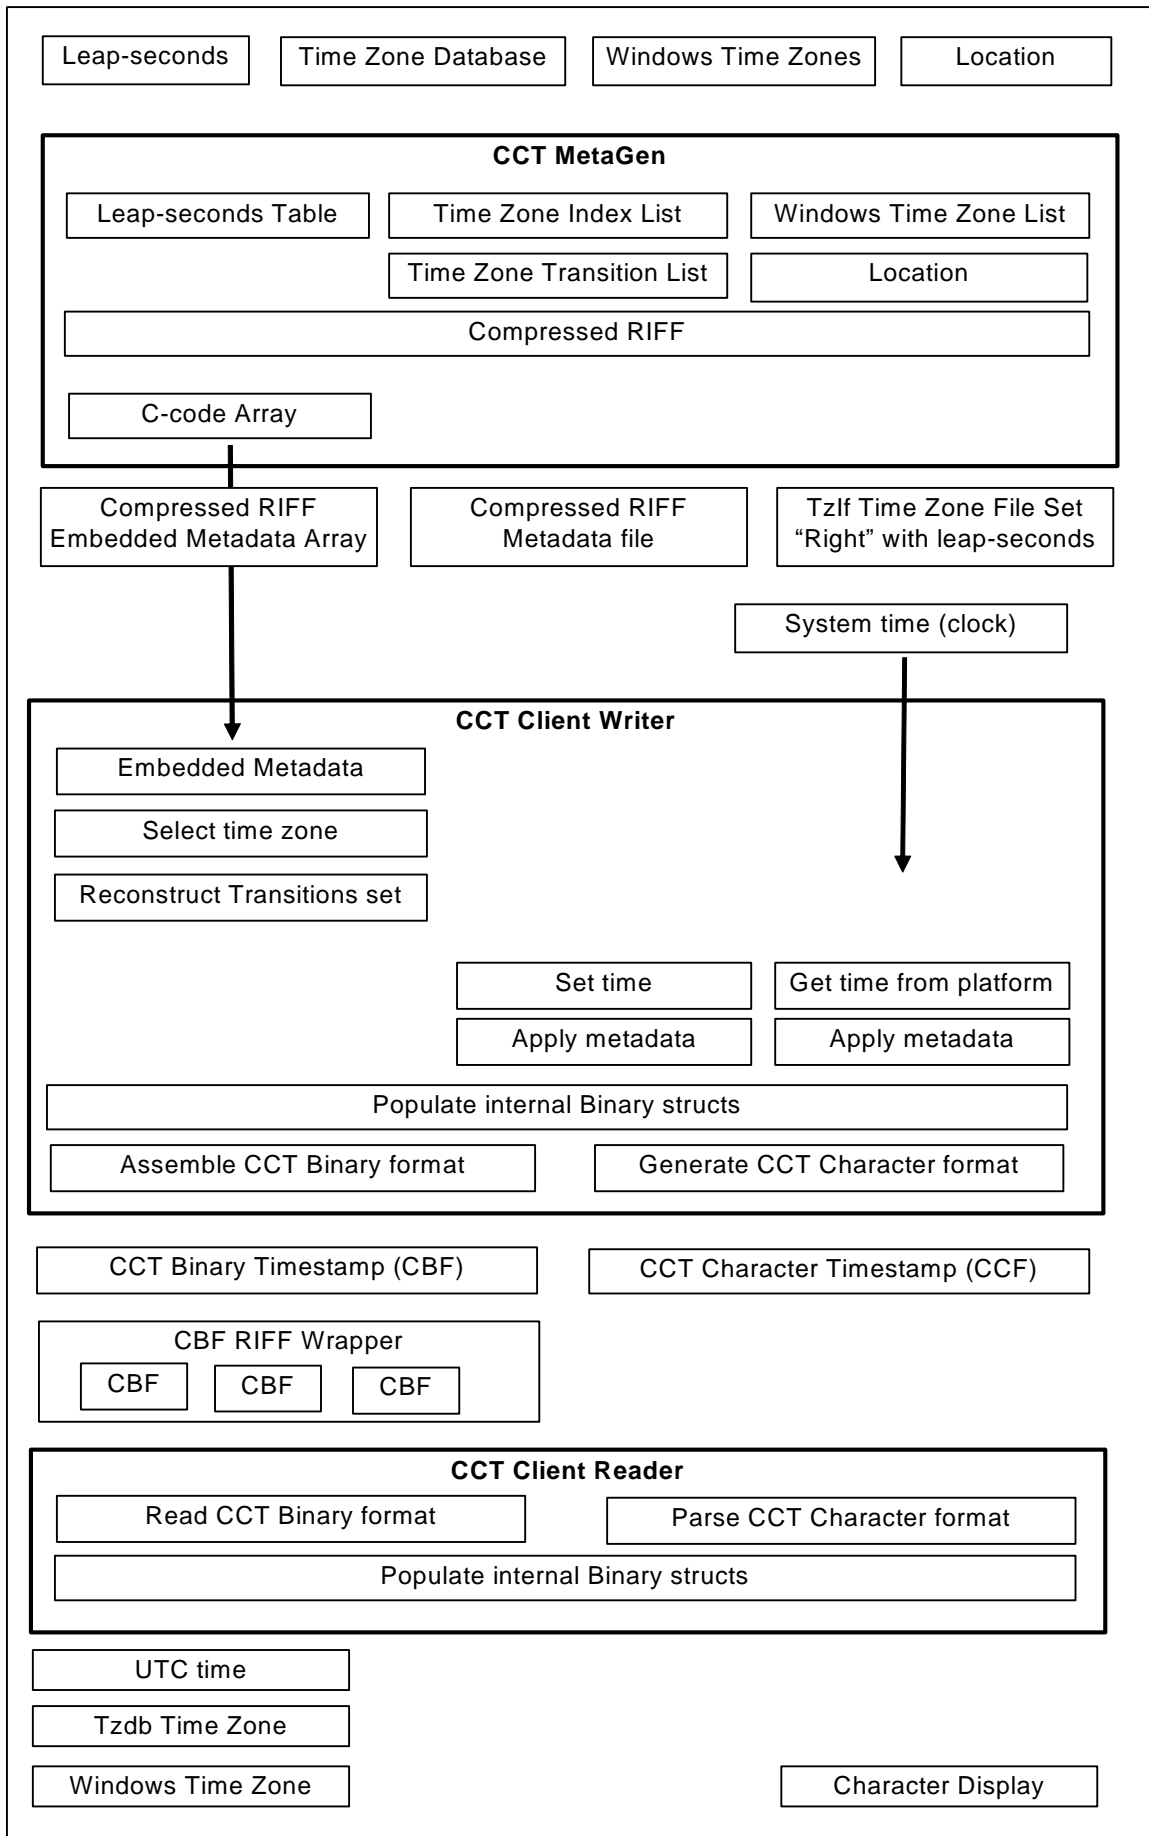 Leap-seconds
Time Zone Database
Windows Time Zones
Location
CCT MetaGen
Leap-seconds Table
Time Zone Index List
Windows Time Zone List
Time Zone Transition List
Location
Compressed RIFF
C-code Array
Compressed RIFF
Embedded Metadata Array
Compressed RIFF
Metadata file
TzIf Time Zone File Set
“Right” with leap-seconds
System time (clock)
CCT Client Writer
Embedded Metadata
Select time zone
Reconstruct Transitions set
Set time
Get time from platform
Apply metadata
Apply metadata
Populate internal Binary structs
Assemble CCT Binary format
Generate CCT Character format
CCT Binary Timestamp (CBF)
CCT Character Timestamp (CCF)
CBF RIFF Wrapper
CBF
CBF
CBF
CCT Client Reader
Read CCT Binary format
Parse CCT Character format
Populate internal Binary structs
UTC time
Tzdb Time Zone
Windows Time Zone
Character Display